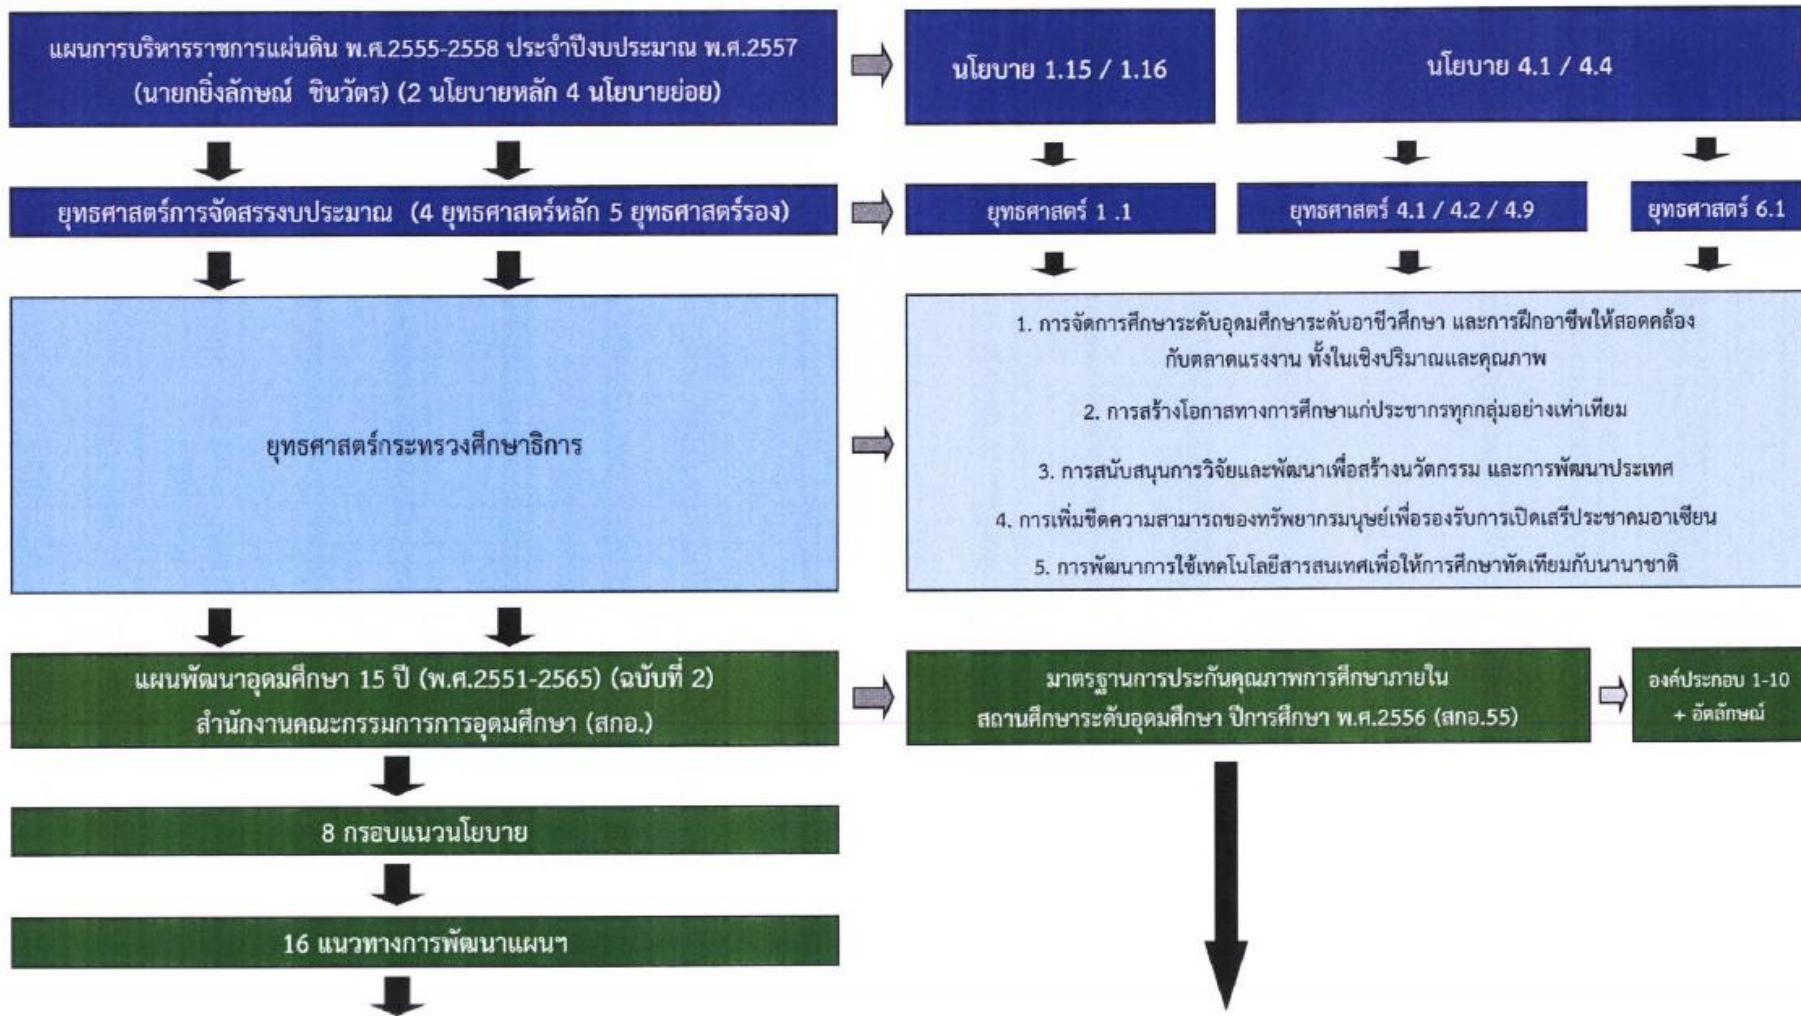 แผนการบริหารราชการแผ่นดิน พ.ศ.2555-2558 ประจำปีงบประมาณ พ.ศ.2557
(นายกยิ่งลักษณ์ ชินวัตร) (2 นโยบายหลัก 4 นโยบายย่อย)
นโยบาย 1.15 / 1.16
นโยบาย 4.1 / 4.4
ยุทธศาสตร์การจัดสรรงบประมาณ (4 ยุทธศาสตร์หลัก 5 ยุทธศาสตร์รอง)
ยุทธศาสตร์ 1 .1
ยุทธศาสตร์ 4.1 / 4.2 / 4.9
ยุทธศาสตร์ 6.1
ยุทธศาสตร์กระทรวงศึกษาธิการ
1. การจัดการศึกษาระดับอุดมศึกษาระดับอาชีวศึกษา และการฝึกอาชีพให้สอดคล้อง
กับตลาดแรงงาน ทั้งในเชิงปริมาณและคุณภาพ
2. การสร้างโอกาสทางการศึกษาแก่ประชากรทุกกลุ่มอย่างเท่าเทียม
3. การสนับสนุนการวิจัยและพัฒนาเพื่อสร้างนวัตกรรม และการพัฒนาประเทศ
4. การเพิ่มขีดความสามารถของทรัพยากรมนุษย์เพื่อรองรับการเปิดเสรีประชาคมอาเซียน
5. การพัฒนาการใช้เทคโนโลยีสารสนเทศเพื่อให้การศึกษาทัดเทียมกับนานาชาติ
แผนพัฒนาอุดมศึกษา 15 ปี (พ.ศ.2551-2565) (ฉบับที่ 2)
สำนักงานคณะกรรมการการอุดมศึกษา (สกอ.)
มาตรฐานการประกันคุณภาพการศึกษาภายใน
สถานศึกษาระดับอุดมศึกษา ปีการศึกษา พ.ศ.2556 (สกอ.55)
องค์ประกอบ 1-10
+ อัตลักษณ์
8 กรอบแนวนโยบาย
16 แนวทางการพัฒนาแผนฯ